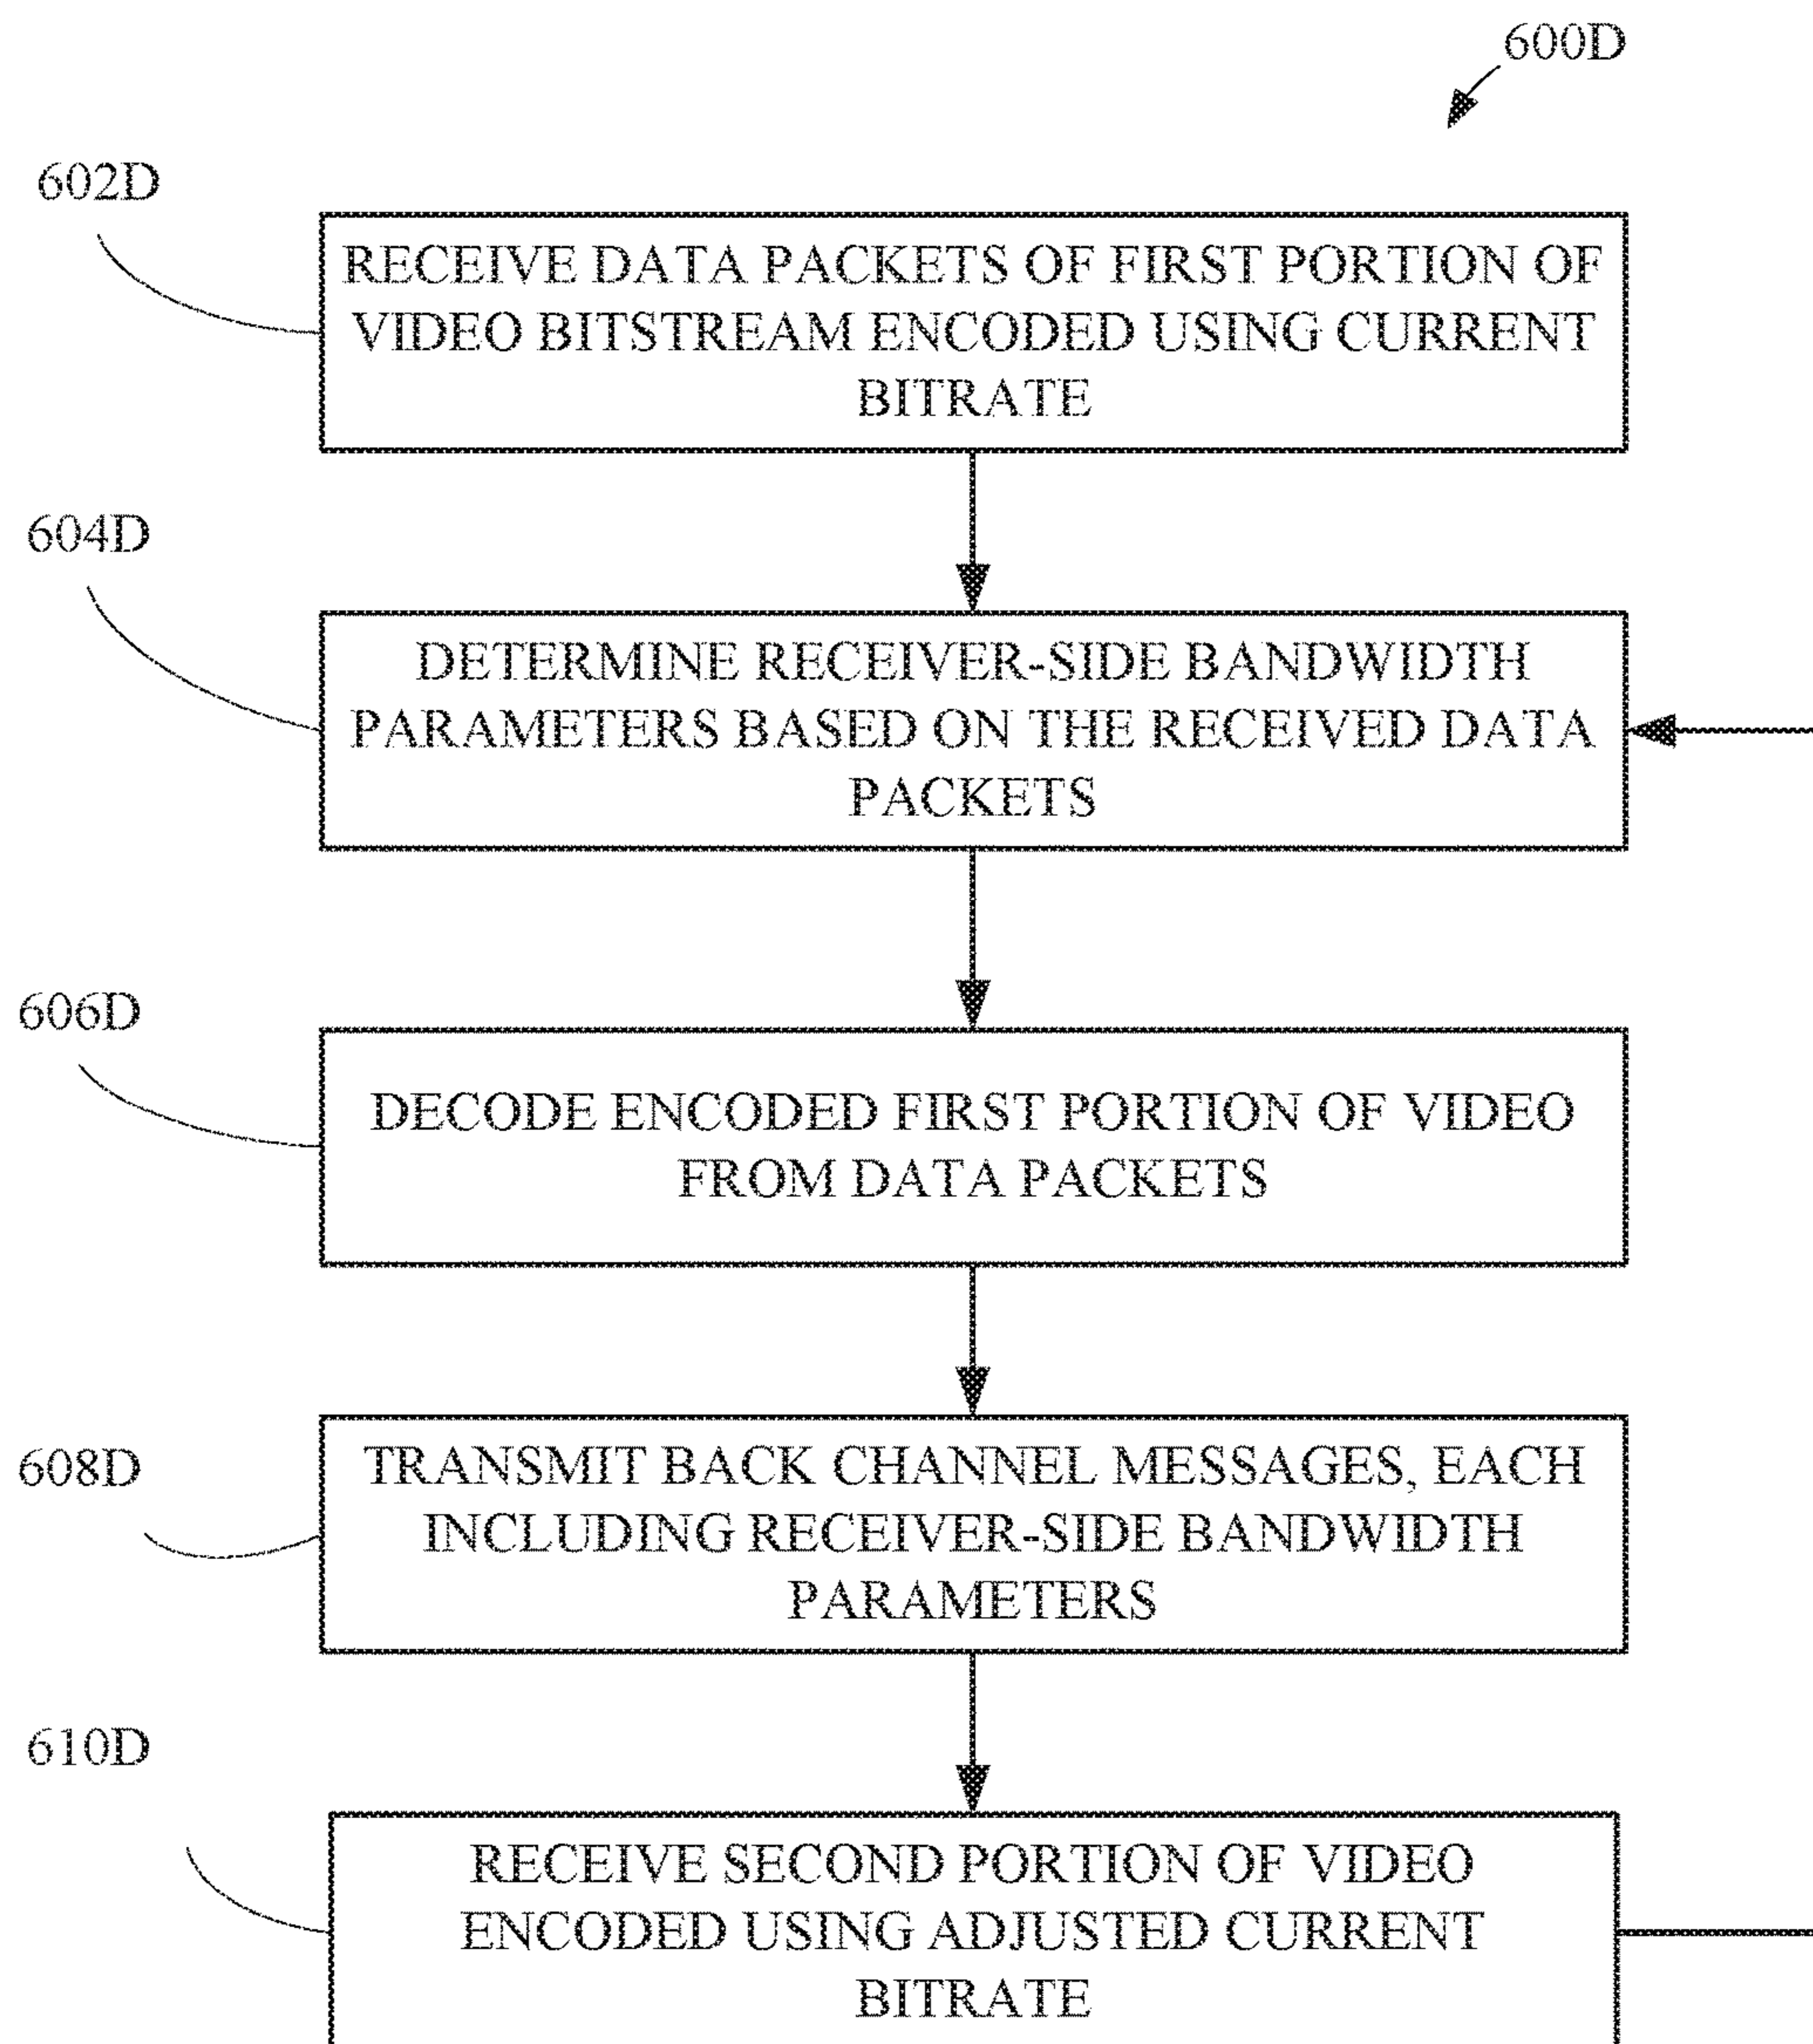 600D
602D
RECEIVE DATA PACKETS OF FIRST PORTION OF
VIDEO BITSTREAM ENCODED USING CURRENT
BITRATE
604D
DETERMINE RECEIVER-SIDE BANDWIDTH
PARAMETERS BASED ON THE RECEIVED DATA
PACKETS
606D
DECODE ENCODED FIRST PORTION OF VIDEO
FROM DATA PACKETS
608D
TRANSMIT BACK CHANNEL MESSAGES, EACH
INCLUDING RECEIVER-SIDE BANDWIDTH
PARAMETERS
610D
RECEIVE SECOND PORTION OF VIDEO
ENCODED USING ADJUSTED CURRENT
BITRATE